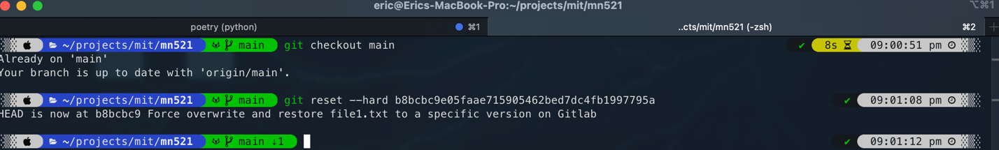 eric@Erics-MacBook-Pro:~/projects/mit/mn521
⌥⌘1
poetry (python)
⌘1
..cts/mit/mn521 (-zsh)
⌘2
~/projects/mit/mn521 main git checkout main ✔ 8s 09:00:51 pm
Already on 'main'
Your branch is up to date with 'origin/main'.
~/projects/mit/mn521 main git reset --hard b8bcbc9e05faae715905462bed7dc4fb1997795a ✔ 09:01:08 pm
HEAD is now at b8bcbc9 Force overwrite and restore file1.txt to a specific version on Gitlab
~/projects/mit/mn521 main ↓1 ✔ 09:01:12 pm